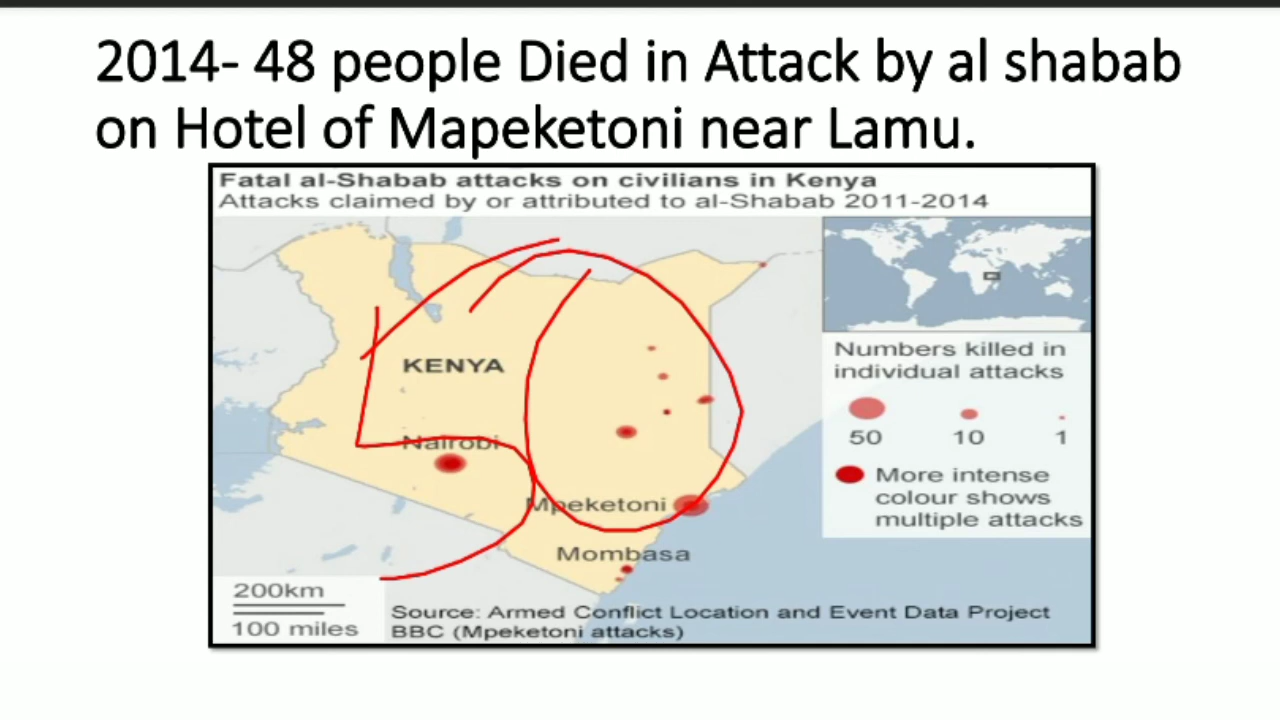 2014- 48 people Died in Attack by al shabab
on Hotel of Mapeketoni near Lamu.
Fatal al-Shabab attacks on civilians in Kenya
Attacks claimed by or attributed to al-Shabab 2011-2014
KENYA
Nairobi
Mpeketoni
Mombasa
Numbers killed in
individual attacks
50 10 1
More intense
colour shows
multiple attacks
200km
100 miles
Source: Armed Conflict Location and Event Data Project
BBC (Mpeketoni attacks)